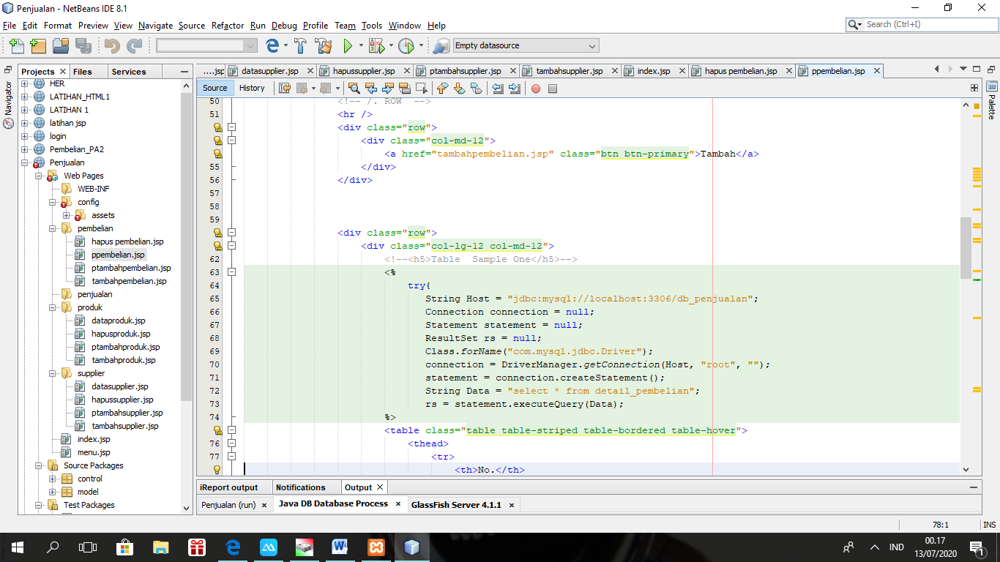 Penjualan - NetBeans IDE 8.1
File Edit Format Preview View Navigate Source Refactor Run Debug Profile Team Tools Window Help
Search (Ctrl+I)
Empty datasource
Projects Files Services
Navigator
HER
LATIHAN_HTML1
LATIHAN 1
latihan jsp
login
Pembelian_PA2
Penjualan
Web Pages
WEB-INF
config
assets
pembelian
hapus pembelian.jsp
ppembelian.jsp
ptambahpembelian.jsp
tambahpembelian.jsp
penjualan
produk
dataproduk.jsp
hapusproduk.jsp
ptambahproduk.jsp
tambahproduk.jsp
supplier
datasupplier.jsp
hapussupplier.jsp
ptambahsupplier.jsp
tambahsupplier.jsp
index.jsp
menu.jsp
Source Packages
control
model
Test Packages
....jsp datasupplier.jsp hapussupplier.jsp ptambahsupplier.jsp tambahsupplier.jsp index.jsp hapus pembelian.jsp ppembelian.jsp
Source History
Palette
50 <!-- /. ROW  -->
51 <hr />
<div class="row">
<div class="col-md-12">
<a href="tambahpembelian.jsp" class="btn btn-primary">Tambah</a>
55 </div>
56 </div>
57
58
59
<div class="row">
<div class="col-lg-12 col-md-12">
62 <!--<h5>Table  Sample One</h5>-->
63 <%
64 try{
65 String Host = "jdbc:mysql://localhost:3306/db_penjualan";
66 Connection connection = null;
67 Statement statement = null;
68 ResultSet rs = null;
69 Class.forName("com.mysql.jdbc.Driver");
70 connection = DriverManager.getConnection(Host, "root", "");
71 statement = connection.createStatement();
72 String Data = "select * from detail_pembelian";
73 rs = statement.executeQuery(Data);
74 %>
<table class="table table-striped table-bordered table-hover">
76 <thead>
77 <tr>
<th>No.</th>
iReport output Notifications Output
Penjualan (run) Java DB Database Process GlassFish Server 4.1.1
78:1 INS
IND
00.17
13/07/2020
1